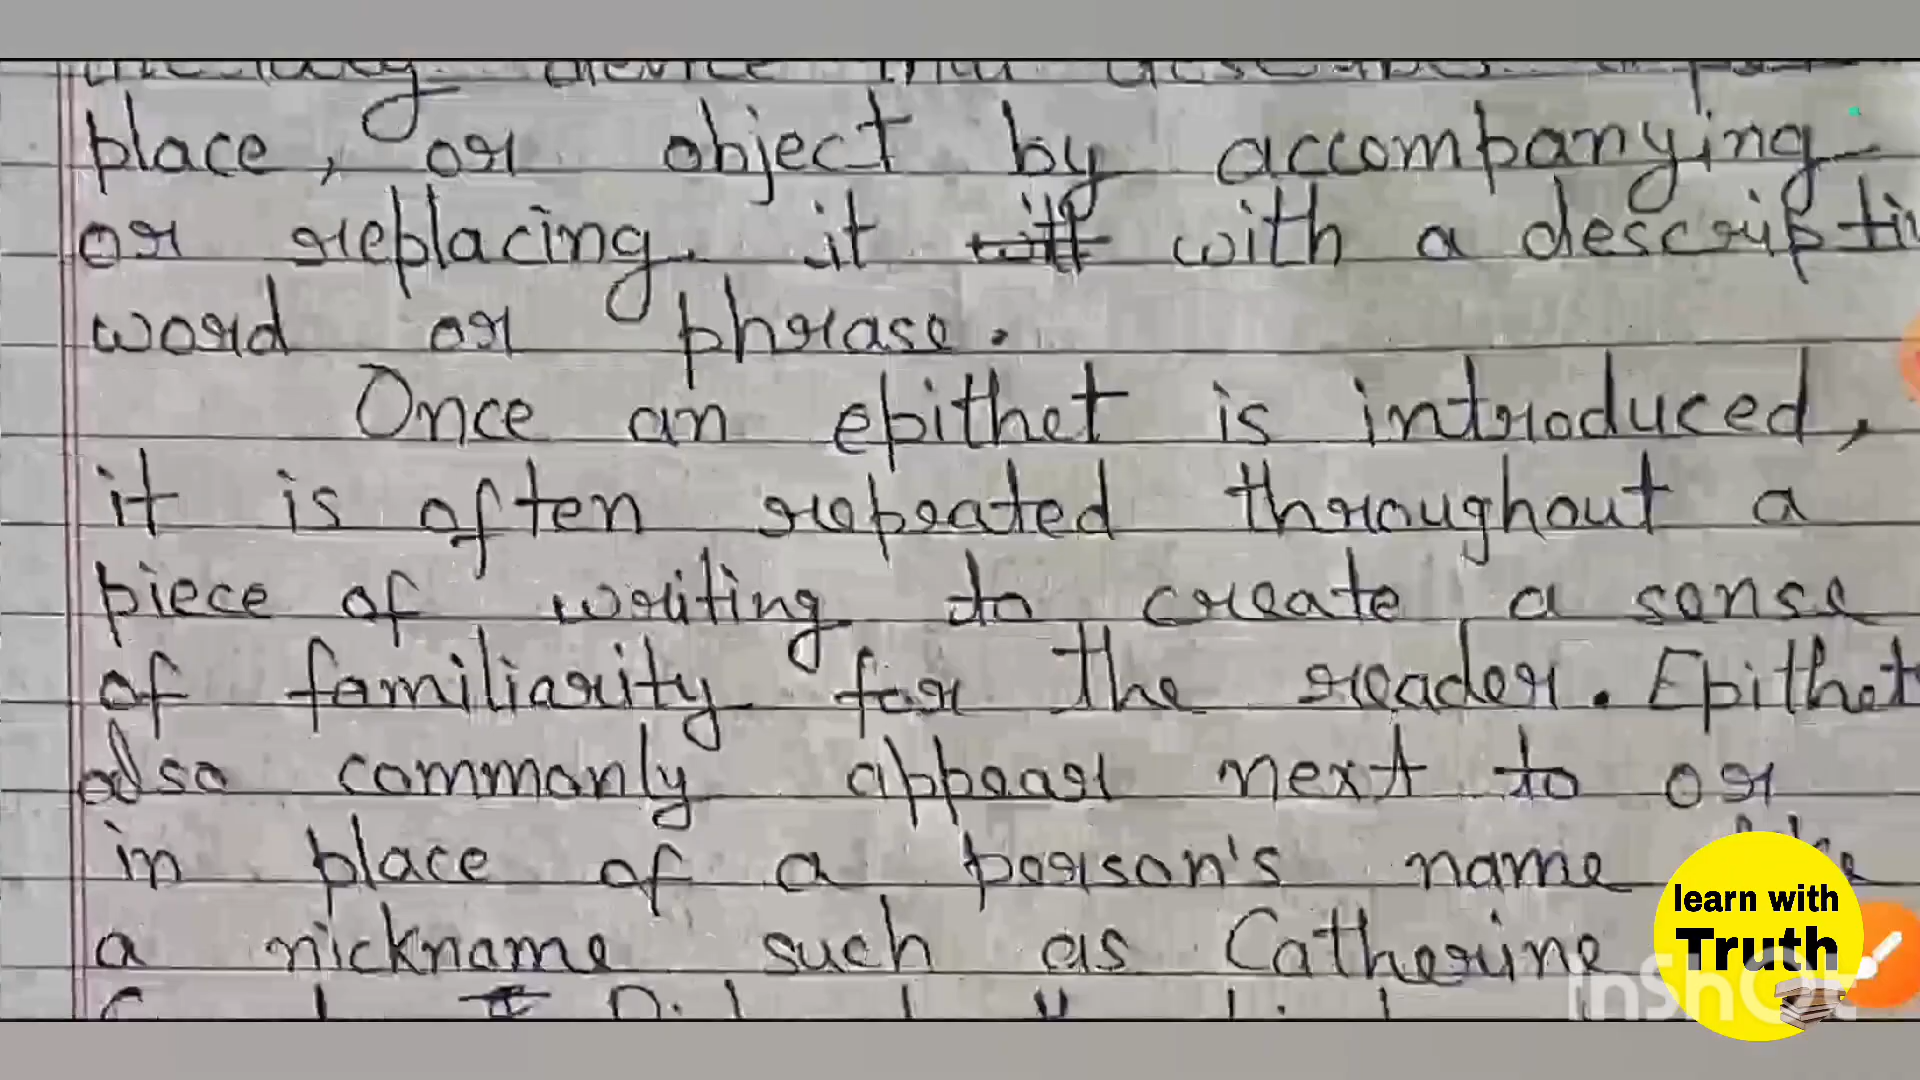 place, or object by accompanying
or replacing it with a descripti
word or phrase.
Once an epithet is introduced,
it is often repeated throughout a
piece of writing to create a sense
of familiarity for the reader. Epithet
also commonly appear next to or
in place of a person's name
a nickname such as Catherine
learn with
Truth
InShot